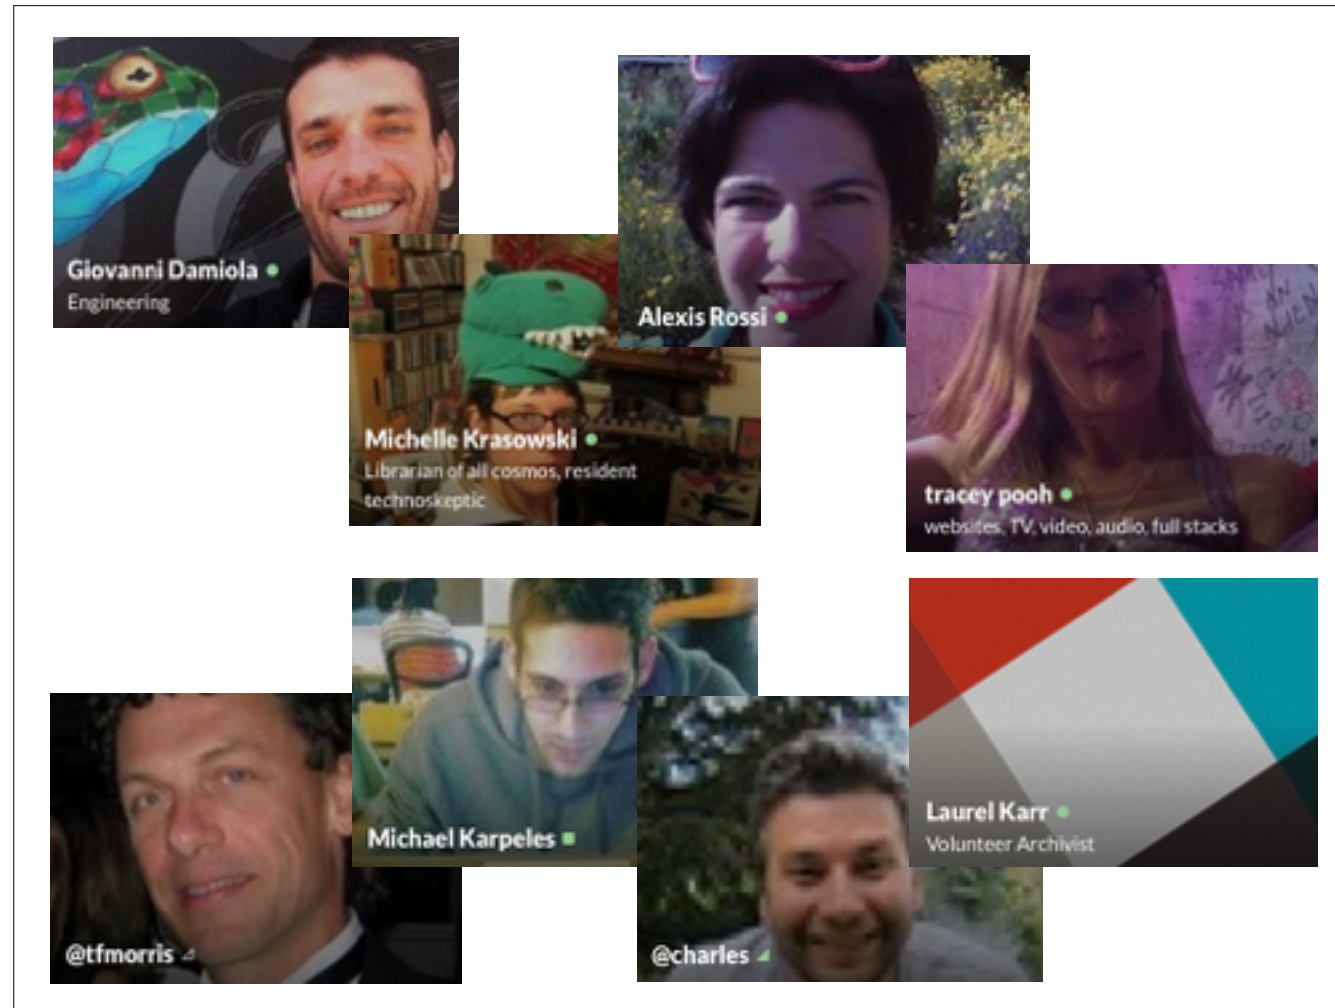 Giovanni Damiola
Engineering
Alexis Rossi
Michelle Krasowski
Librarian of all cosmos, resident
technoskeptic
tracey pooh
websites, TV, video, audio, full stacks
Michael Karpeles
Laurel Karr
Volunteer Archivist
@tfmorris
@charles